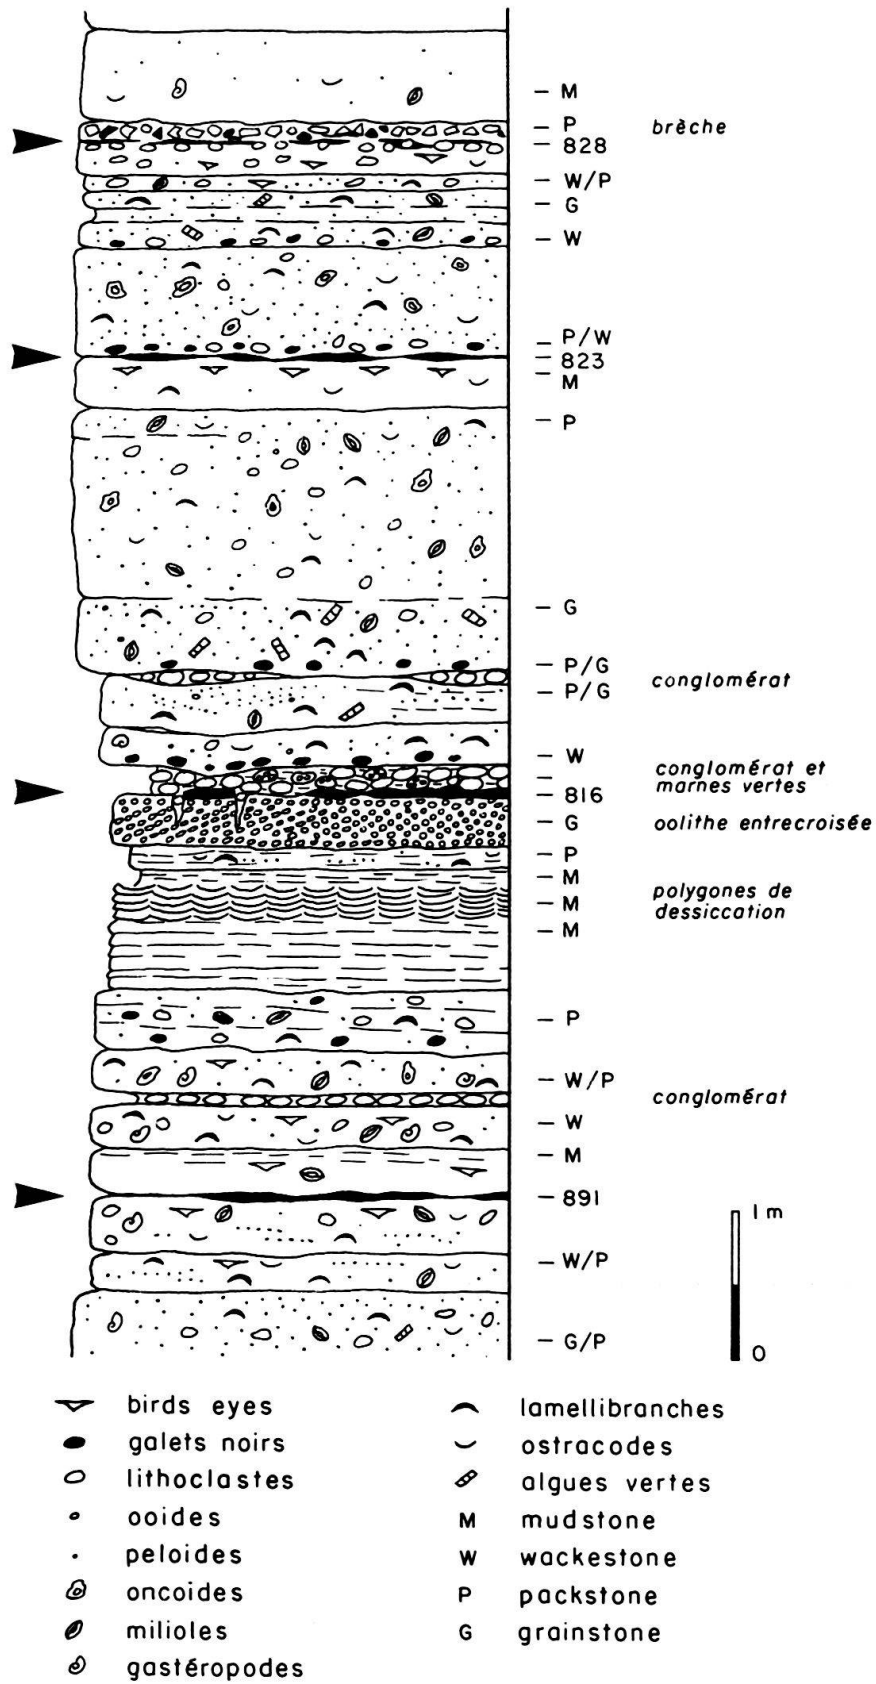 M
P brèche
828
W/P
G
W
P/W
823
M
P
G
P/G
conglomérat
P/G
W
conglomérat et
marnes vertes
816
G oolithe entrecroisée
P
M
M polygones de
dessiccation
M
P
W/P
conglomérat
W
M
891
1 m
W/P
G/P
0
birds eyes
galets noirs
lithoclastes
ooides
peloides
oncoides
milioles
gastéropodes
lamellibranches
ostracodes
algues vertes
M mudstone
W wackestone
P packstone
G grainstone